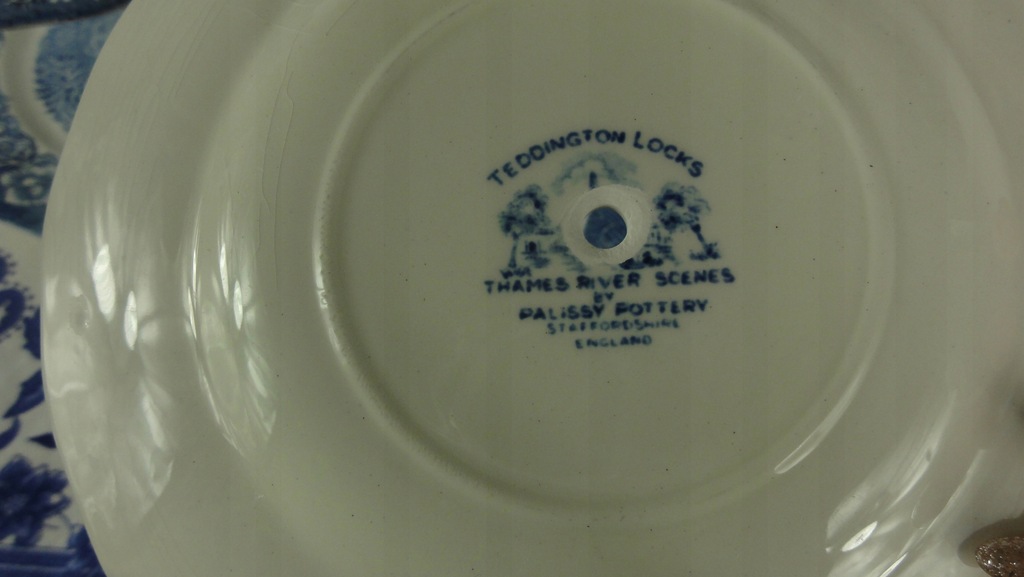 TEDDINGTON LOCKS
THAMES RIVER SCENES
BY
PALISSY POTTERY
STAFFORDSHIRE
ENGLAND